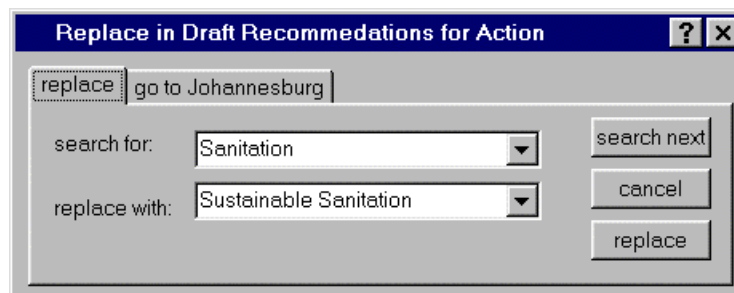 Replace in Draft Recommedations for Action ? ×
replace go to Johannesburg
search for: Sanitation search next
replace with: Sustainable Sanitation cancel
replace